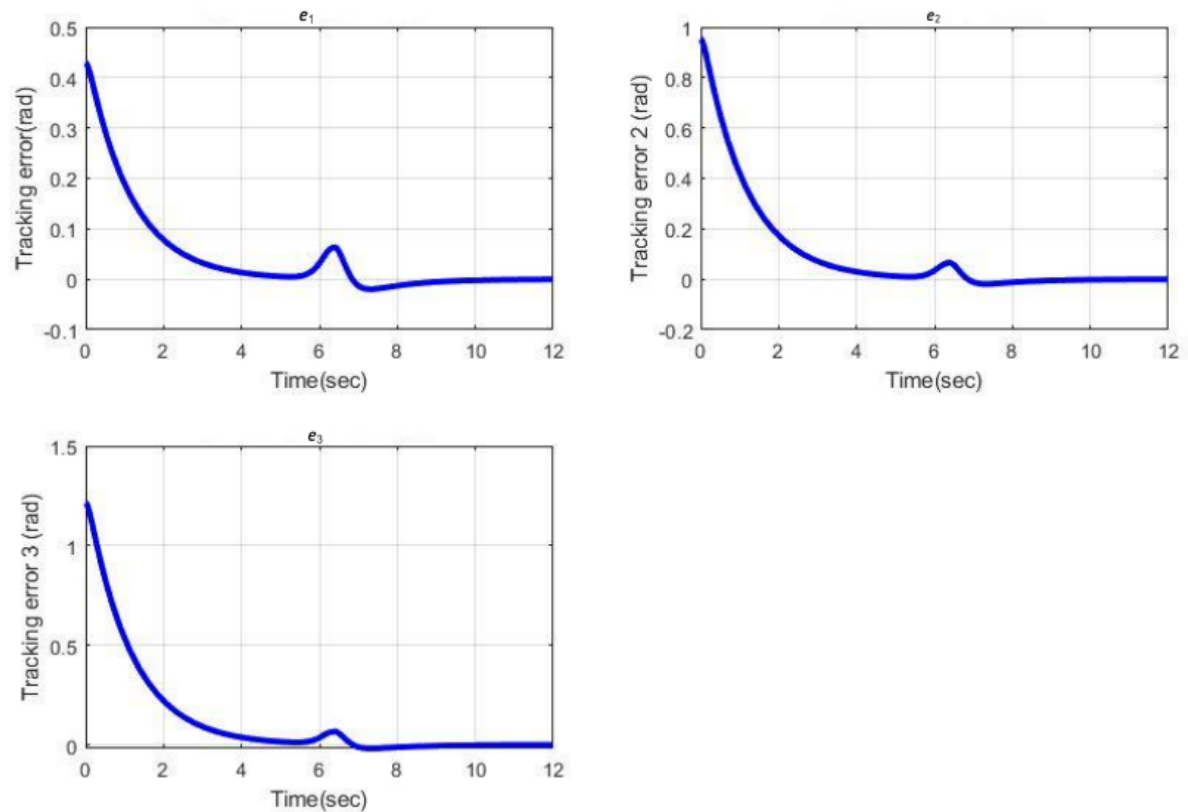 e₁
0.5
0.4
0.3
0.2
0.1
0
-0.1
Tracking error(rad)
0 2 4 6 8 10 12
Time(sec)
e₂
1
0.8
0.6
0.4
0.2
0
-0.2
Tracking error 2 (rad)
0 2 4 6 8 10 12
Time(sec)
e₃
1.5
1
0.5
0
Tracking error 3 (rad)
0 2 4 6 8 10 12
Time(sec)